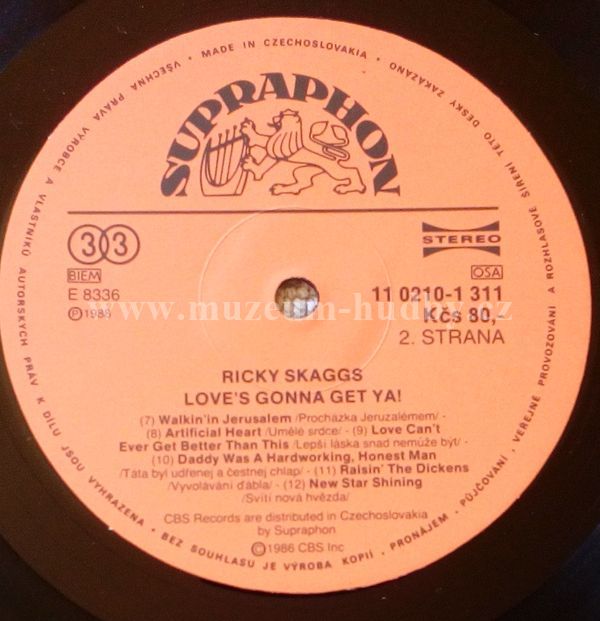 VŠECHNA PRÁVA VÝROBCE A VLASTNÍKŮ AUTORSKÝCH PRÁV K DÍLU JSOU VYHRAZENA • BEZ SOUHLASU JE VÝROBA KOPIÍ • PRONÁJEM • PŮJČOVÁNÍ • VEŘEJNÉ PROVOZOVÁNÍ A ROZHLASOVÉ ŠÍŘENÍ TÉTO DESKY ZAKÁZÁNO
• MADE IN CZECHOSLOVAKIA •
SUPRAPHON
33
STEREO
BIEM
OSA
E 8336
11 0210-1 311
Ⓟ1986
Kčs 80,-
www.muzeum-hudby.cz
2. STRANA
RICKY SKAGGS
LOVE'S GONNA GET YA!
(7) Walkin'in Jerusalem /Procházka Jeruzalémem/ -
(8) Artificial Heart /Umělé srdce/ - (9) Love Can't
Ever Get Better Than This /Lepší láska snad nemůže být/ -
(10) Daddy Was A Hardworking, Honest Man
/Táta byl udřenej a čestnej chlap/ - (11) Raisin' The Dickens
/Vyvolávání ďábla/ - (12) New Star Shining
/Svítí nová hvězda/
CBS Records are distributed in Czechoslovakia
by Supraphon
©1986 CBS Inc